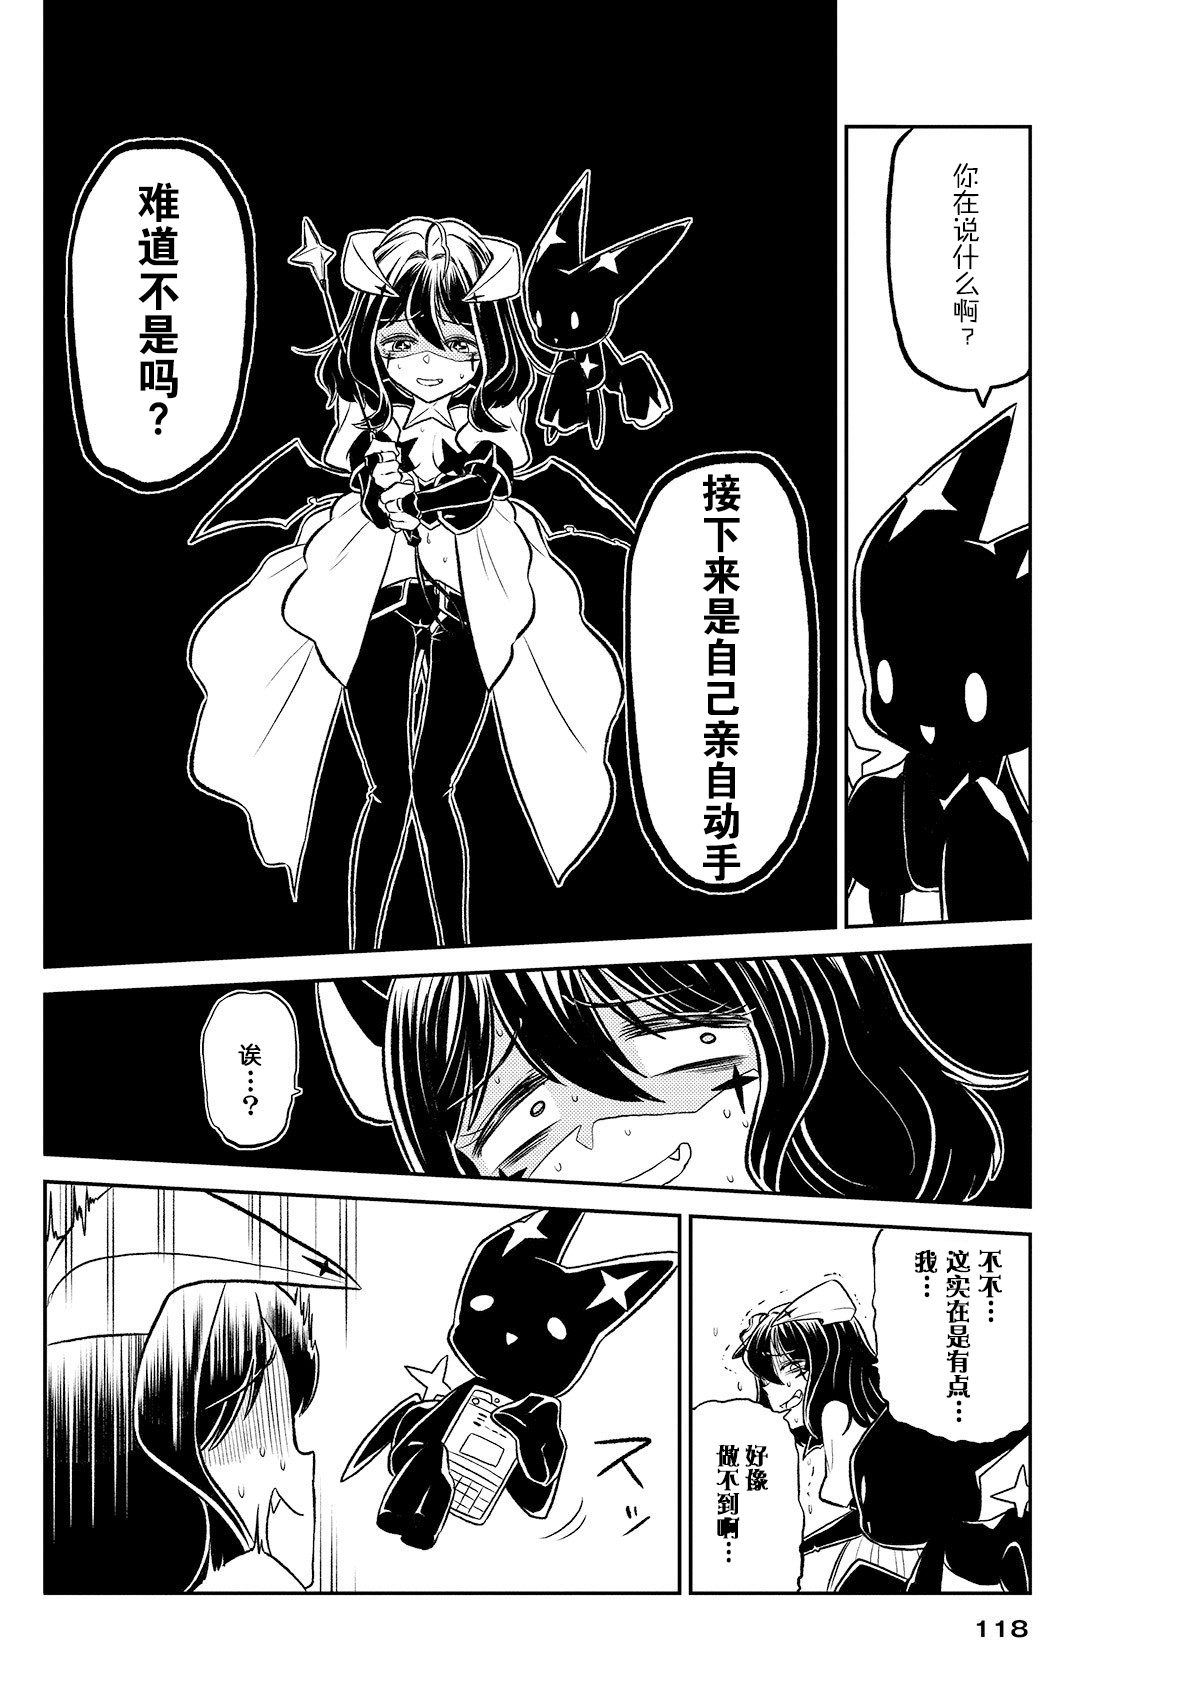 你在说什么啊?
接下来是自己亲自动手
难道不是吗?
诶…?
不不…
这实在是有点…
我…
好像
做不到啊…
スッ
118